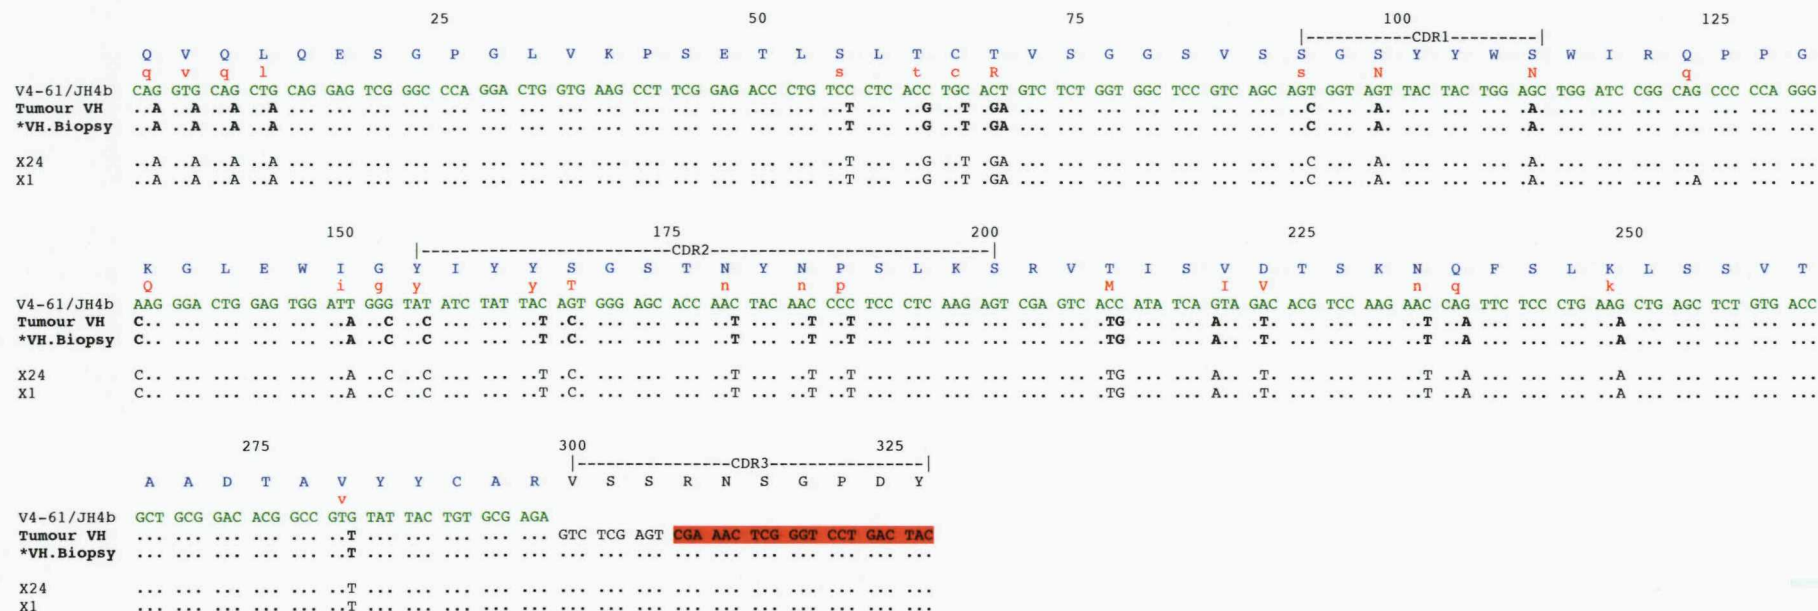 25 50 75 100 125
|-----------CDR1-----------|
Q V Q L Q E S G P G L V K P S E T L S L T C T V S G G S V S S G S Y Y W S W I R Q P P G
q v q l s t c R s N N q
V4-61/JH4b CAG GTG CAG CTG CAG GAG TCG GGC CCA GGA CTG GTG AAG CCT TCG GAG ACC CTG TCC CTC ACC TGC ACT GTC TCT GGT GGC TCC GTC AGC AGT GGT AGT TAC TAC TGG AGC TGG ATC CGG CAG CCC CCA GGG
Tumour VH ..A ..A ..A ..A ... ... ... ... ... ... ... ... ... ... ... ... ... ... ..T ... ..G ..T .GA ... ... ... ... ... ... ... ..C ... .A. ... ... ... .A. ... ... ... ... ... ... ...
*VH.Biopsy ..A ..A ..A ..A ... ... ... ... ... ... ... ... ... ... ... ... ... ... ..T ... ..G ..T .GA ... ... ... ... ... ... ... ..C ... .A. ... ... ... .A. ... ... ... ... ... ... ...
X24 ..A ..A ..A ..A ... ... ... ... ... ... ... ... ... ... ... ... ... ... ..T ... ..G ..T .GA ... ... ... ... ... ... ... ..C ... .A. ... ... ... .A. ... ... ... ... ... ... ...
X1 ..A ..A ..A ..A ... ... ... ... ... ... ... ... ... ... ... ... ... ... ..T ... ..G ..T .GA ... ... ... ... ... ... ... ..C ... .A. ... ... ... .A. ... ... ... ..A ... ... ...
150 175 200 225 250
|-----------------------------CDR2--------------------------------|
K G L E W I G Y I Y Y S G S T N Y N P S L K S R V T I S V D T S K N Q F S L K L S S V T
Q i g y y T n n p M I V n q k
V4-61/JH4b AAG GGA CTG GAG TGG ATT GGG TAT ATC TAT TAC AGT GGG AGC ACC AAC TAC AAC CCC TCC CTC AAG AGT CGA GTC ACC ATA TCA GTA GAC ACG TCC AAG AAC CAG TTC TCC CTG AAG CTG AGC TCT GTG ACC
Tumour VH C.. ... ... ... ... ..A ..C ..C ... ... ..T .C. ... ... ... ..T ... ..T ..T ... ... ... ... ... ... .TG ... ... A.. .T. ... ... ... ..T ..A ... ... ... ..A ... ... ... ... ...
*VH.Biopsy C.. ... ... ... ... ..A ..C ..C ... ... ..T .C. ... ... ... ..T ... ..T ..T ... ... ... ... ... ... .TG ... ... A.. .T. ... ... ... ..T ..A ... ... ... ..A ... ... ... ... ...
X24 C.. ... ... ... ... ..A ..C ..C ... ... ..T .C. ... ... ... ..T ... ..T ..T ... ... ... ... ... ... .TG ... ... A.. .T. ... ... ... ..T ..A ... ... ... ..A ... ... ... ... ...
X1 C.. ... ... ... ... ..A ..C ..C ... ... ..T .C. ... ... ... ..T ... ..T ..T ... ... ... ... ... ... .TG ... ... A.. .T. ... ... ... ..T ..A ... ... ... ..A ... ... ... ... ...
275 300 325
|-----------------CDR3-----------------|
A A D T A V Y Y C A R V S S R N S G P D Y
v
V4-61/JH4b GCT GCG GAC ACG GCC GTG TAT TAC TGT GCG AGA
Tumour VH ... ... ... ... ... ..T ... ... ... ... ... GTC TCG AGT CGA AAC TCG GGT CCT GAC TAC
*VH.Biopsy ... ... ... ... ... ..T ... ... ... ... ... ... ... ... ... ... ... ... ... ... ...
X24 ... ... ... ... ... ..T ... ... ... ... ... ... ... ... ... ... ... ... ... ... ...
X1 ... ... ... ... ... ..T ... ... ... ... ... ... ... ... ... ... ... ... ... ... ...